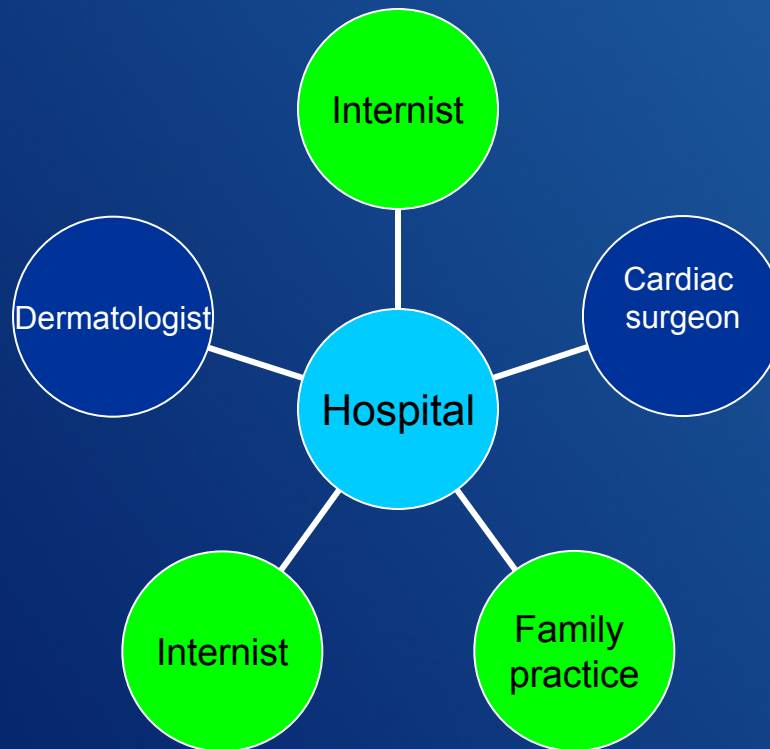 Internist
Dermatologist
Cardiac
surgeon
Hospital
Internist
Family
practice